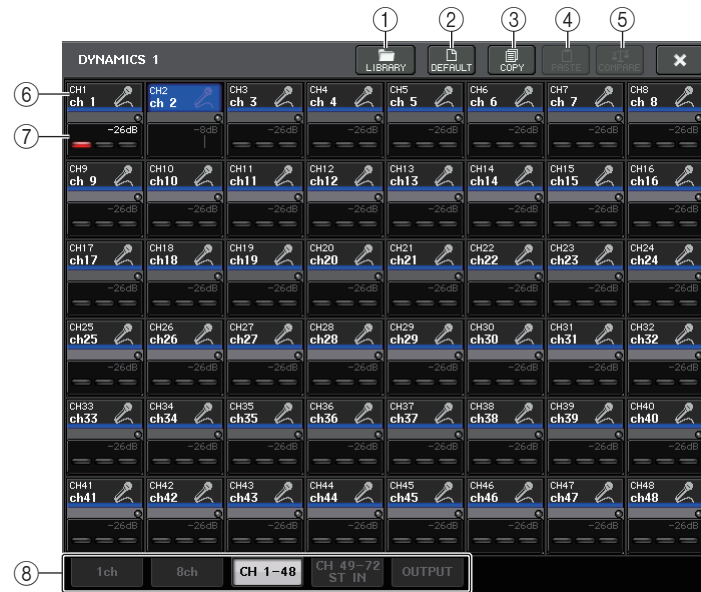 ① ② ③ ④ ⑤
DYNAMICS 1 LIBRARY DEFAULT COPY PASTE COMPARE ×
⑥ CH1 CH2 CH3 CH4 CH5 CH6 CH7 CH8
ch 1 ch 2 ch 3 ch 4 ch 5 ch 6 ch 7 ch 8
⑦ -26dB -8dB -26dB -26dB -26dB -26dB -26dB -26dB
CH9 CH10 CH11 CH12 CH13 CH14 CH15 CH16
ch 9 ch10 ch11 ch12 ch13 ch14 ch15 ch16
-26dB -26dB -26dB -26dB -26dB -26dB -26dB -26dB
CH17 CH18 CH19 CH20 CH21 CH22 CH23 CH24
ch17 ch18 ch19 ch20 ch21 ch22 ch23 ch24
-26dB -26dB -26dB -26dB -26dB -26dB -26dB -26dB
CH25 CH26 CH27 CH28 CH29 CH30 CH31 CH32
ch25 ch26 ch27 ch28 ch29 ch30 ch31 ch32
-26dB -26dB -26dB -26dB -26dB -26dB -26dB -26dB
CH33 CH34 CH35 CH36 CH37 CH38 CH39 CH40
ch33 ch34 ch35 ch36 ch37 ch38 ch39 ch40
-26dB -26dB -26dB -26dB -26dB -26dB -26dB -26dB
CH41 CH42 CH43 CH44 CH45 CH46 CH47 CH48
ch41 ch42 ch43 ch44 ch45 ch46 ch47 ch48
-26dB -26dB -26dB -26dB -26dB -26dB -26dB -26dB
⑧ 1ch 8ch CH 1-48 CH 49-72 OUTPUT
ST IN